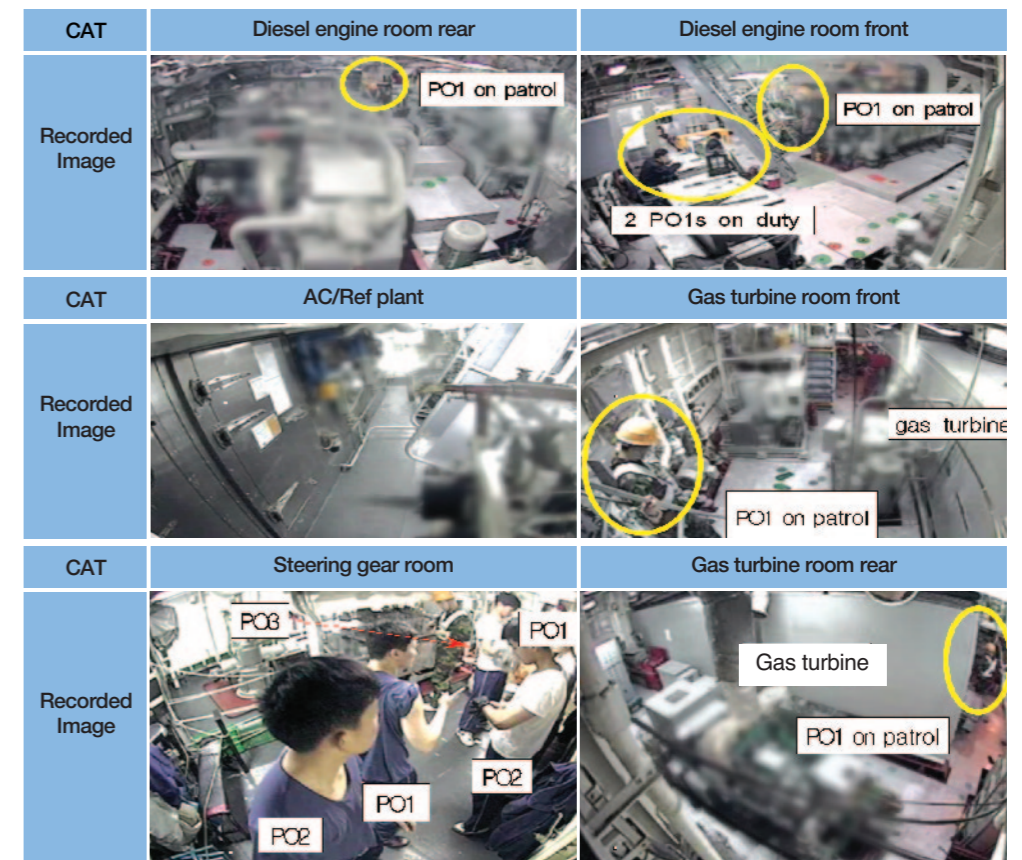 CAT
Diesel engine room rear
Diesel engine room front
Recorded
Image
PO1 on patrol
PO1 on patrol
2 PO1s on duty
CAT
AC/Ref plant
Gas turbine room front
Recorded
Image
gas turbine
PO1 on patrol
CAT
Steering gear room
Gas turbine room rear
Recorded
Image
PO3
PO1
PO2
PO1
PO2
Gas turbine
PO1 on patrol